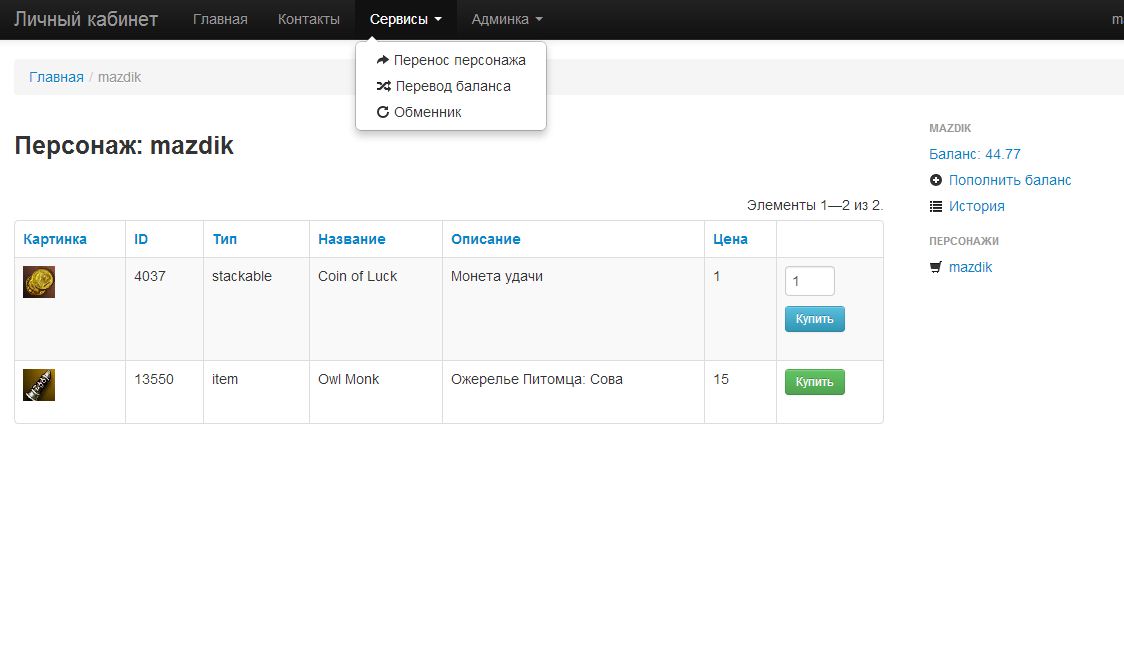 Личный кабинет Главная Контакты Сервисы Админка
Перенос персонажа
Перевод баланса
Обменник
Главная / mazdik
Персонаж: mazdik
Элементы 1—2 из 2.
Картинка ID Тип Название Описание Цена
4037 stackable Coin of Luck Монета удачи 1 1
Купить
13550 item Owl Monk Ожерелье Питомца: Сова 15 Купить
MAZDIK
Баланс: 44.77
Пополнить баланс
История
ПЕРСОНАЖИ
mazdik